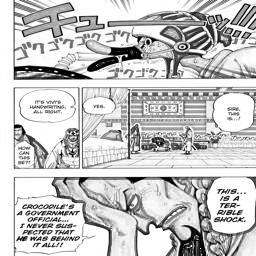 チュー
ゴク
ゴク
ゴク
ゴク
ゴク
ゴク
SIRE,
THIS
IS...!
YES.
IT'S VIVI'S
HANDWRITING,
ALL RIGHT.
HOW
CAN
THIS
BE?!
THIS...
IS A
TER-
RIBLE
SHOCK.
CROCODILE'S
A GOVERNMENT
OFFICIAL...
I NEVER SUS-
PECTED THAT
HE WAS BEHIND
IT ALL!!